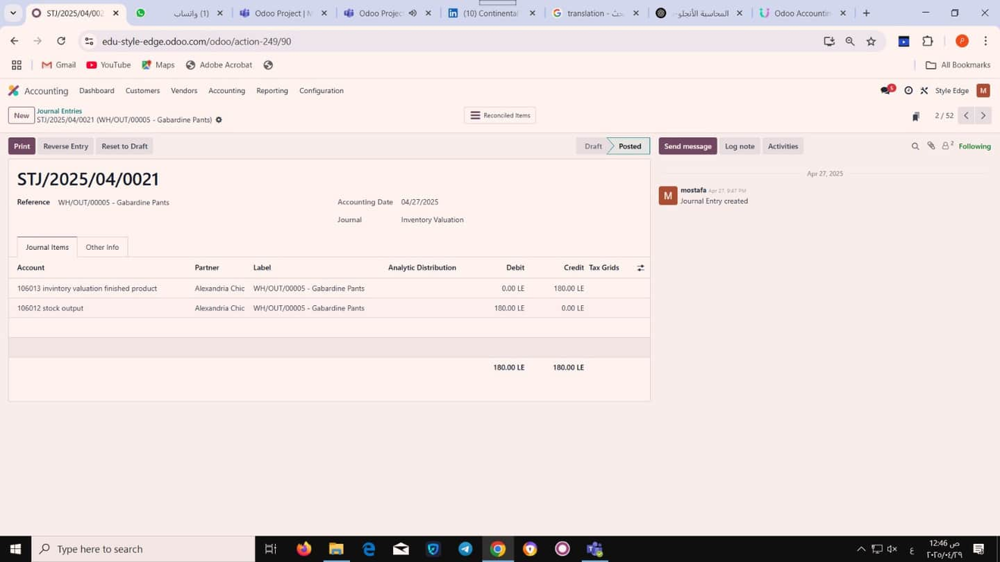 STJ/2025/04/002
(1) واتساب
Odoo Project | M
Odoo Projec
(10) Continental
translation - بحث
المحاسبة الأنجلو-
Odoo Accountin
edu-style-edge.odoo.com/odoo/action-249/90
Gmail YouTube Maps Adobe Acrobat All Bookmarks
Accounting Dashboard Customers Vendors Accounting Reporting Configuration 5 Style Edge M
New Journal Entries
STJ/2025/04/0021 (WH/OUT/00005 - Gabardine Pants) Reconciled Items 2 / 52
Print Reverse Entry Reset to Draft Draft Posted Send message Log note Activities 2 Following
STJ/2025/04/0021
Apr 27, 2025
Reference WH/OUT/00005 - Gabardine Pants Accounting Date 04/27/2025
M mostafa Apr 27, 9:47 PM
Journal Entry created
Journal Inventory Valuation
Journal Items Other Info
Account Partner Label Analytic Distribution Debit Credit Tax Grids
106013 invintory valuation finished product Alexandria Chic WH/OUT/00005 - Gabardine Pants 0.00 LE 180.00 LE
106012 stock output Alexandria Chic WH/OUT/00005 - Gabardine Pants 180.00 LE 0.00 LE
180.00 LE 180.00 LE
Type here to search
ع
12:46 ص
٢٠٢٥/٠٤/٢٩